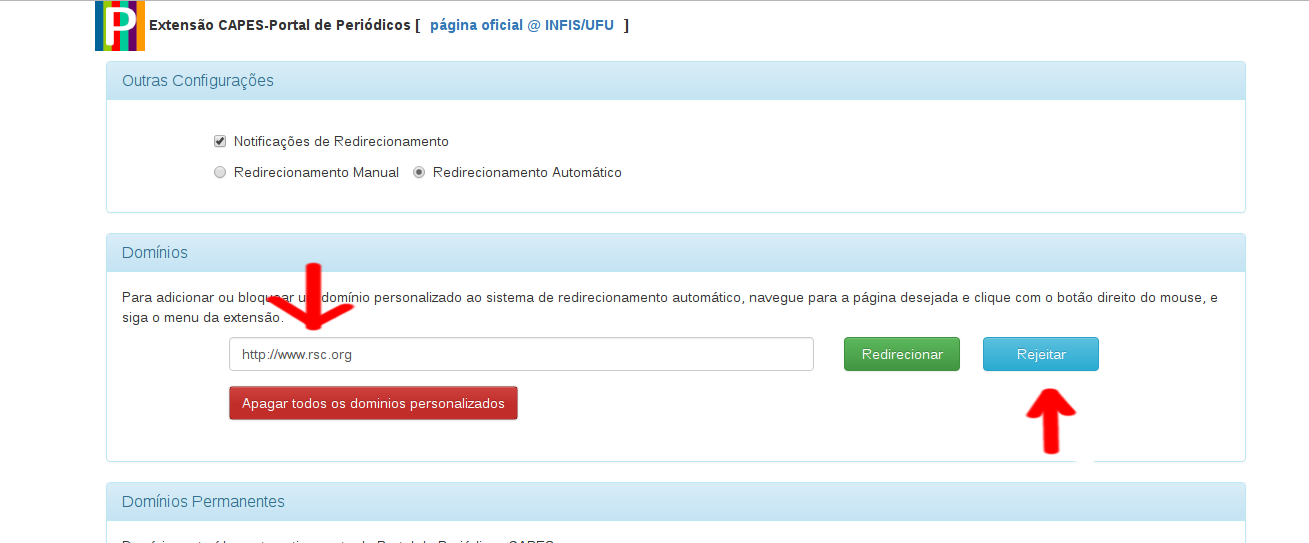 P
Extensão CAPES-Portal de Periódicos [ página oficial @ INFIS/UFU ]
Outras Configurações
Notificações de Redirecionamento
Redirecionamento Manual Redirecionamento Automático
Domínios
Para adicionar ou bloquear um domínio personalizado ao sistema de redirecionamento automático, navegue para a página desejada e clique com o botão direito do mouse, e
siga o menu da extensão.
http://www.rsc.org Redirecionar Rejeitar
Apagar todos os dominios personalizados
Domínios Permanentes